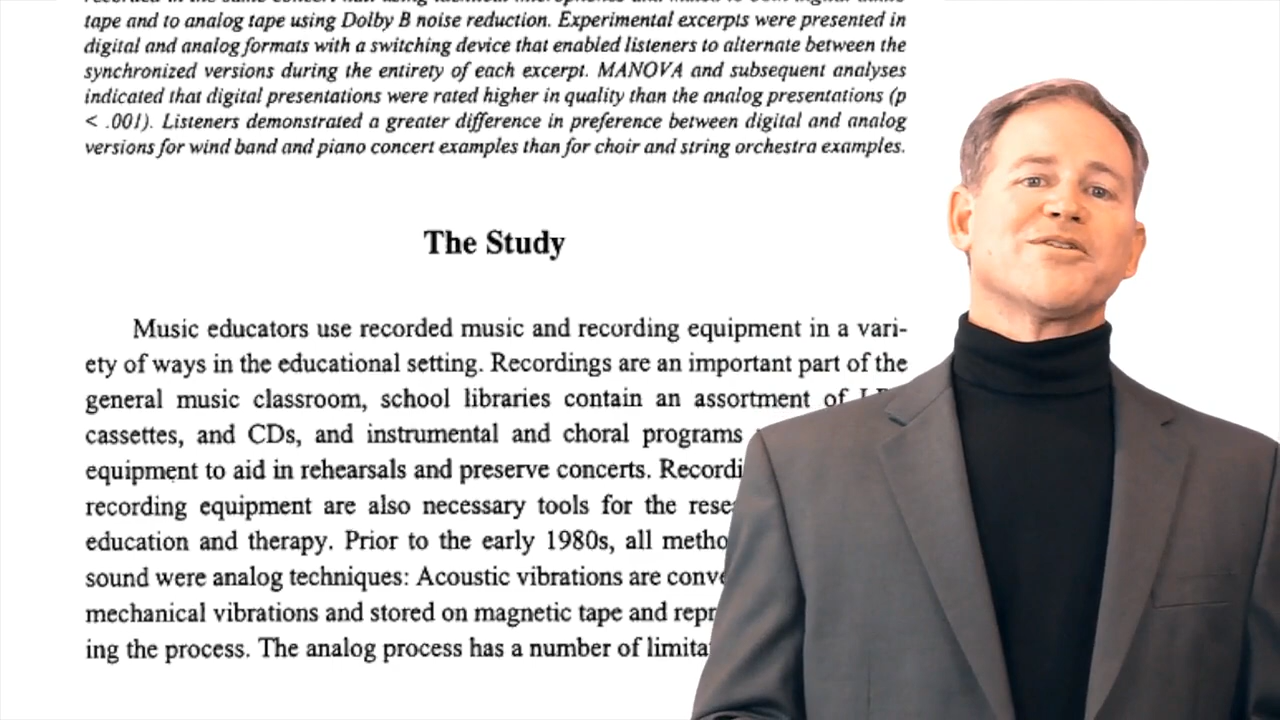 tape and to analog tape using Dolby B noise reduction. Experimental excerpts were presented in
digital and analog formats with a switching device that enabled listeners to alternate between the
synchronized versions during the entirety of each excerpt. MANOVA and subsequent analyses
indicated that digital presentations were rated higher in quality than the analog presentations (p
< .001). Listeners demonstrated a greater difference in preference between digital and analog
versions for wind band and piano concert examples than for choir and string orchestra examples.
The Study
Music educators use recorded music and recording equipment in a vari-
ety of ways in the educational setting. Recordings are an important part of the
general music classroom, school libraries contain an assortment of
cassettes, and CDs, and instrumental and choral programs
equipment to aid in rehearsals and preserve concerts.
recording equipment are also necessary tools for the
education and therapy. Prior to the early 1980s, all
sound were analog techniques: Acoustic vibrations are
mechanical vibrations and stored on magnetic tape and
ing the process. The analog process has a number of